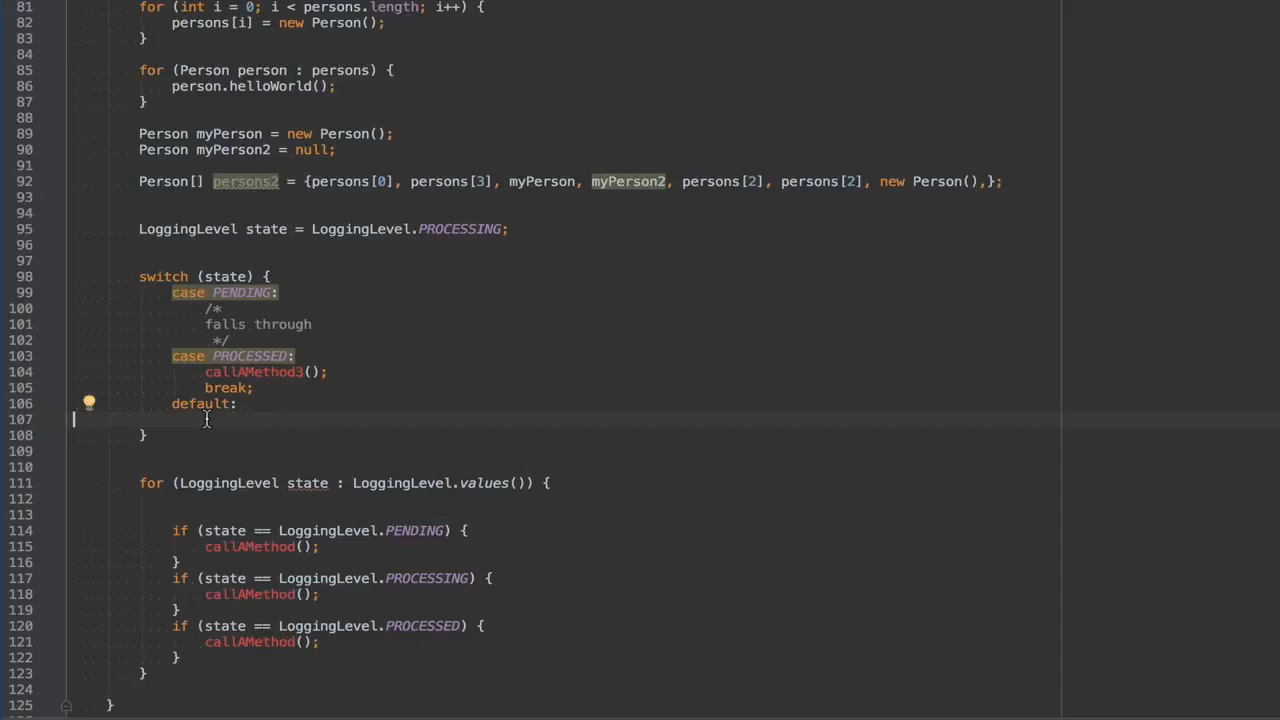 81 for (int i = 0; i < persons.length; i++) {
82 persons[i] = new Person();
83 }
84
85 for (Person person : persons) {
86 person.helloWorld();
87 }
88
89 Person myPerson = new Person();
90 Person myPerson2 = null;
91
92 Person[] persons2 = {persons[0], persons[3], myPerson, myPerson2, persons[2], persons[2], new Person(),};
93
94
95 LoggingLevel state = LoggingLevel.PROCESSING;
96
97
98 switch (state) {
99 case PENDING:
100 /*
101 falls through
102 */
103 case PROCESSED:
104 callAMethod3();
105 break;
106 default:
107
108 }
109
110
111 for (LoggingLevel state : LoggingLevel.values()) {
112
113
114 if (state == LoggingLevel.PENDING) {
115 callAMethod();
116 }
117 if (state == LoggingLevel.PROCESSING) {
118 callAMethod();
119 }
120 if (state == LoggingLevel.PROCESSED) {
121 callAMethod();
122 }
123 }
124
125 }